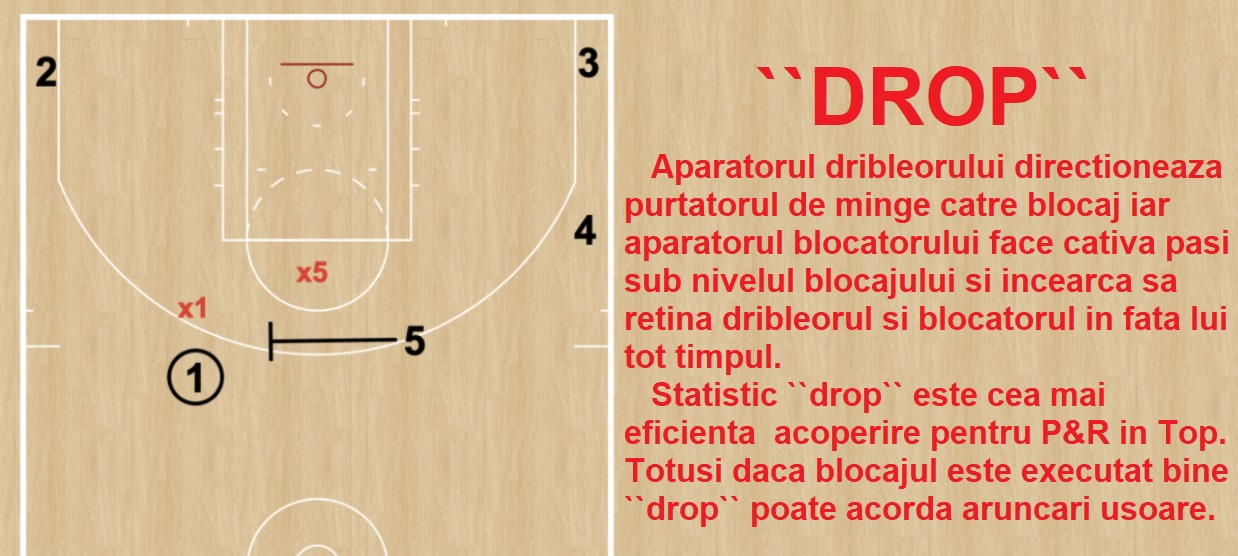 ``DROP``
Aparatorul dribleorului directioneaza
purtatorul de minge catre blocaj iar
aparatorul blocatorului face cativa pasi
sub nivelul blocajului si incearca sa
retina dribleorul si blocatorul in fata lui
tot timpul.
Statistic ``drop`` este cea mai
eficienta  acoperire pentru P&R in Top.
Totusi daca blocajul este executat bine
``drop`` poate acorda aruncari usoare.
2
3
4
x5
x1
5
1